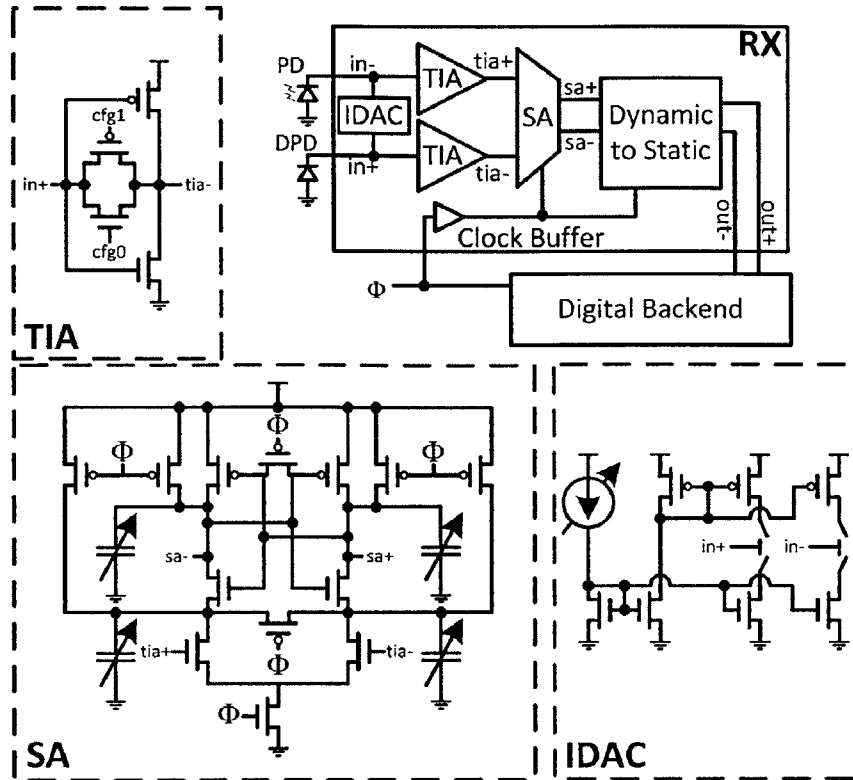 RX
PD
in-
TIA
tia+
cfg1
IDAC
SA
sa+
Dynamic
to Static
in+
tia-
DPD
in+
TIA
tia-
sa-
cfg0
Clock Buffer
out-
out+
Φ
Digital Backend
TIA
Φ
Φ
Φ
sa-
sa+
in+
in-
tia+
Φ
tia-
Φ
SA
IDAC